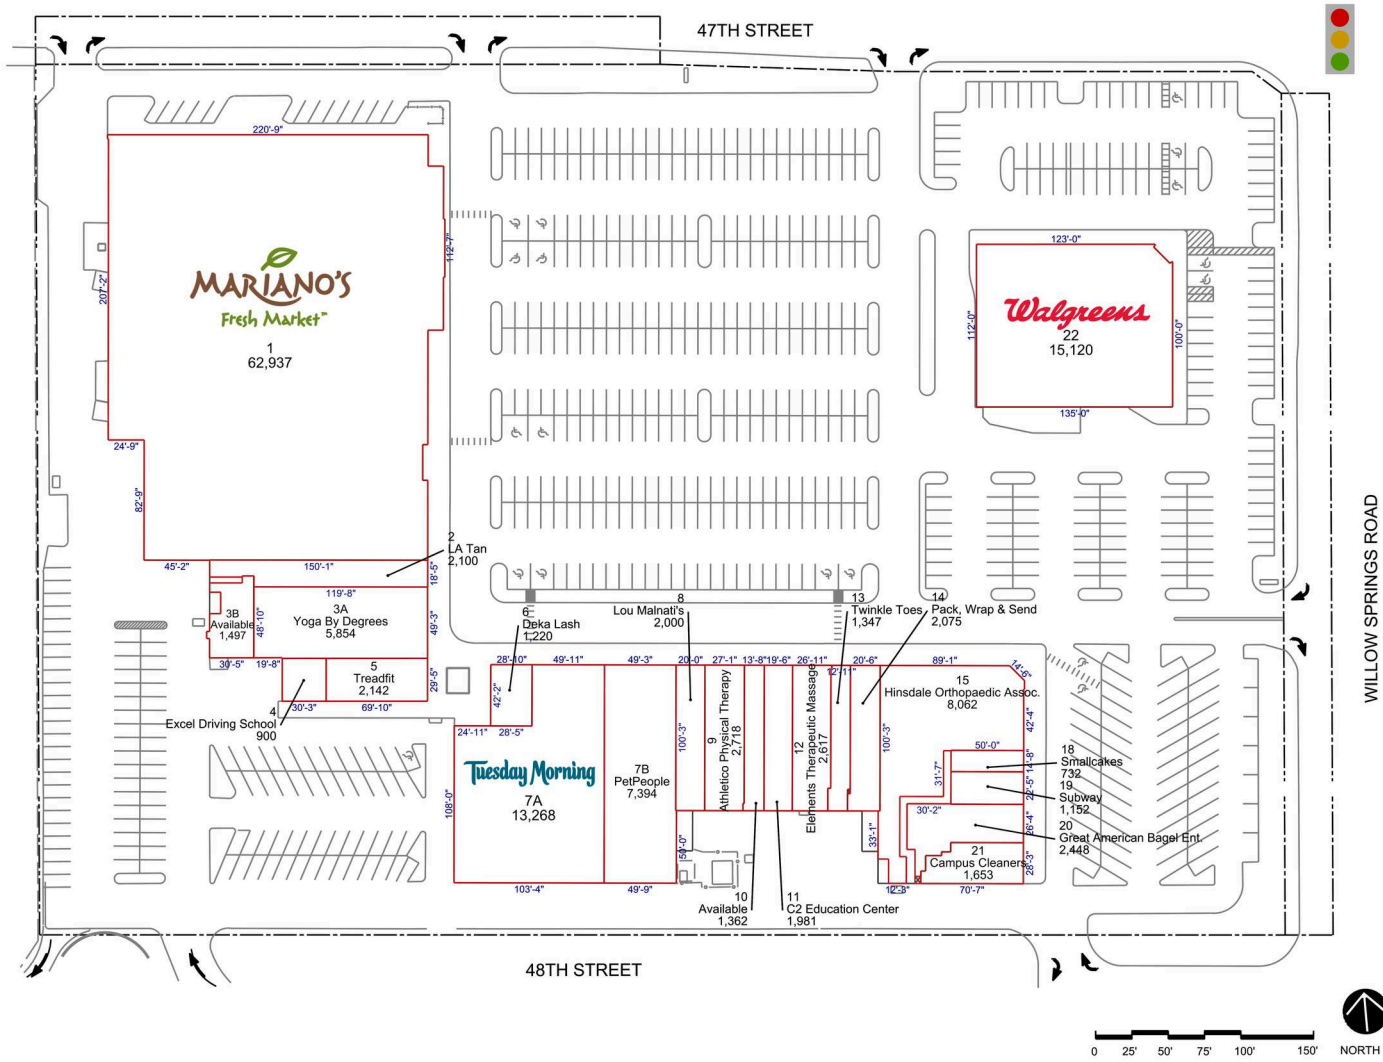 47TH STREET
220'-9"
207'-2"
112'-7"
MARIANO'S
Fresh Market™
1
62,937
24'-9"
82'-9"
45'-2"
150'-1"
2
LA Tan
2,100
18'-5"
119'-8"
3A
Yoga By Degrees
5,854
49'-3"
3B
Available
1,497
48'-10"
30'-5"
19'-8"
5
Treadfit
2,142
29'-5"
30'-3"
69'-10"
4
Excel Driving School
900
123'-0"
112'-0"
Walgreens
22
15,120
100'-0"
135'-0"
WILLOW SPRINGS ROAD
6
Deka Lash
1,220
8
Lou Malnati's
2,000
13
Twinkle Toes
1,347
14
Pack, Wrap & Send
2,075
28'-10"
49'-11"
49'-3"
20'-0"
27'-1"
13'-8"
19'-6"
26'-11"
12'-11"
20'-6"
89'-1"
14'-6"
42'-2"
24'-11"
28'-5"
108'-0"
Tuesday Morning
7A
13,268
7B
PetPeople
7,394
100'-3"
9
Athletico Physical Therapy
2,718
12
Elements Therapeutic Massage
2,617
100'-3"
15
Hinsdale Orthopaedic Assoc.
8,062
42'-4"
50'-0"
14'-8"
31'-7"
22'-5"
30'-2"
26'-4"
18
Smallcakes
732
19
Subway
1,152
20
Great American Bagel Ent.
2,448
21
Campus Cleaners
1,653
28'-3"
33'-1"
50'-0"
103'-4"
49'-9"
12'-3"
70'-7"
10
Available
1,362
11
C2 Education Center
1,981
48TH STREET
0 25' 50' 75' 100' 150'
NORTH